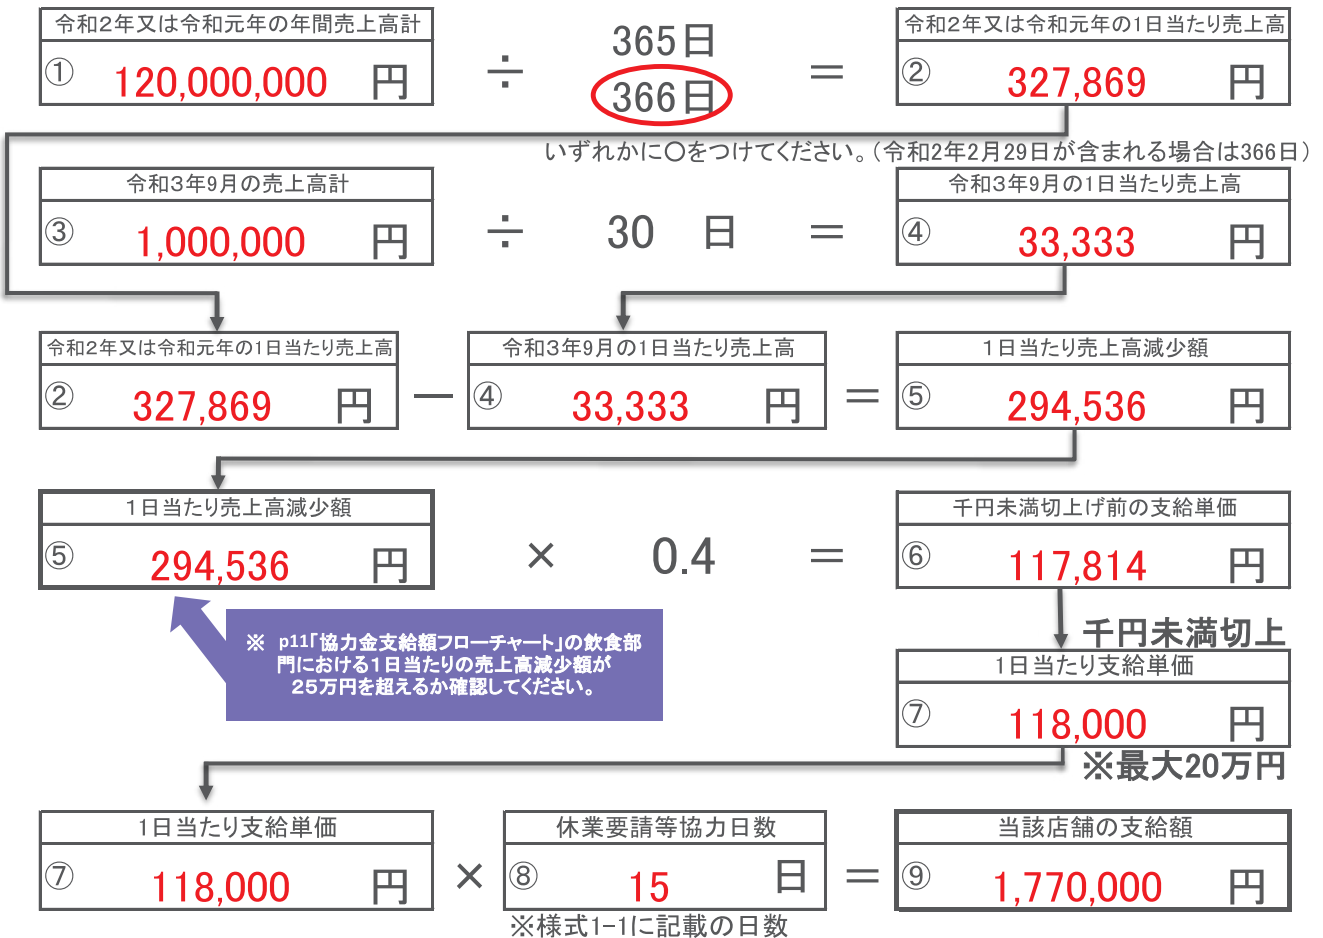 令和2年又は令和元年の年間売上高計
① 120,000,000 円
÷
365日
366日
=
令和2年又は令和元年の1日当たり売上高
② 327,869 円
いずれかに○をつけてください。（令和2年2月29日が含まれる場合は366日）
令和３年9月の売上高計
③ 1,000,000 円
÷ 30 日 =
令和３年9月の1日当たり売上高
④ 33,333 円
令和２年又は令和元年の1日当たり売上高
② 327,869 円
－
令和３年9月の1日当たり売上高
④ 33,333 円
=
１日当たり売上高減少額
⑤ 294,536 円
１日当たり売上高減少額
⑤ 294,536 円
× 0.4 =
千円未満切上げ前の支給単価
⑥ 117,814 円
※ p11「協力金支給額フローチャート」の飲食部
門における１日当たりの売上高減少額が
２５万円を超えるか確認してください。
千円未満切上
１日当たり支給単価
⑦ 118,000 円
※最大20万円
１日当たり支給単価
⑦ 118,000 円
×
休業要請等協力日数
⑧ 15 日
=
当該店舗の支給額
⑨ 1,770,000 円
※様式1-1に記載の日数